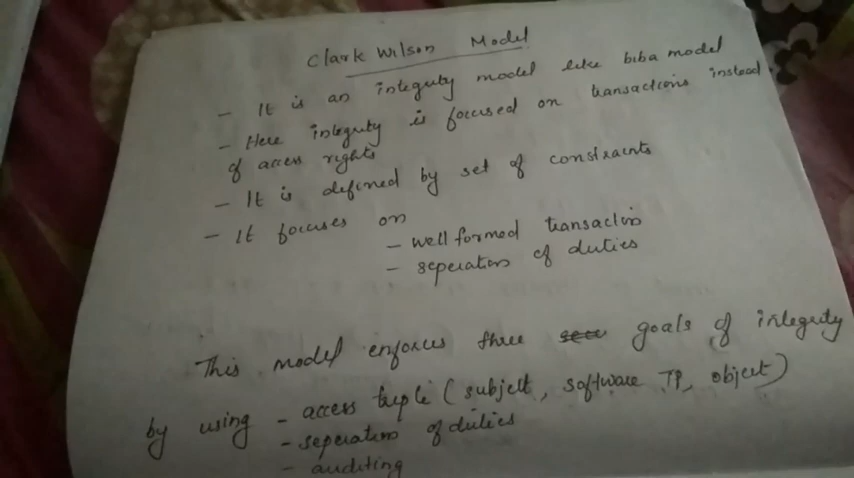 Clark Wilson Model
- It is an integrity model like biba model
- Here integrity is focused on transactions instead
of access rights
- It is defined by set of constraints
- It focuses on
- well formed transaction
- seperation of duties
This model enforces three goals of integrity
by using - access triple (subject, software TP, object)
- seperation of duties
- auditing